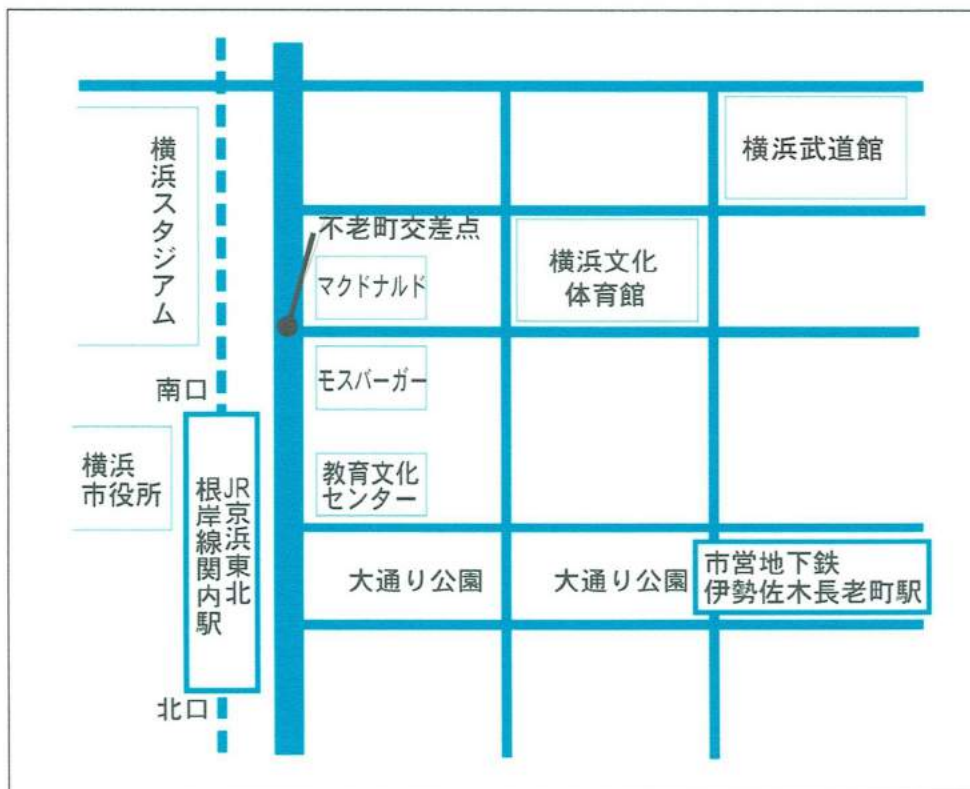 横浜スタジアム
横浜武道館
不老町交差点
マクドナルド
横浜文化
体育館
南口
モスバーガー
横浜
市役所
JR京浜東北
根岸線関内駅
教育文化
センター
大通り公園
大通り公園
市営地下鉄
伊勢佐木長老町駅
北口